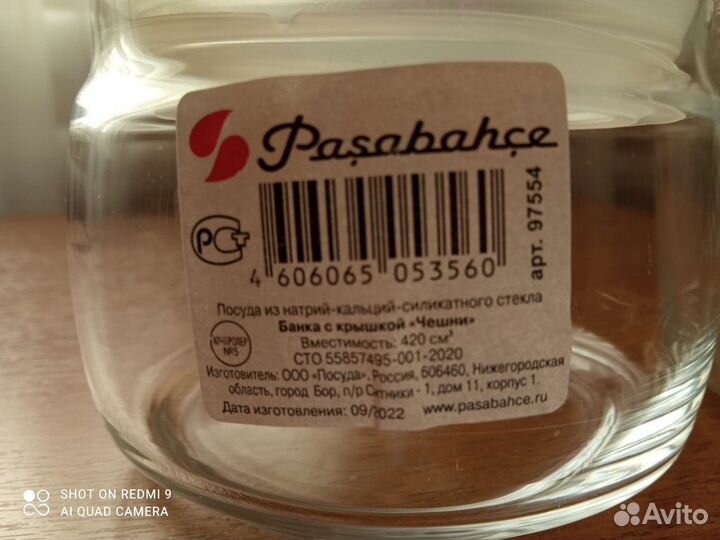 Paşabahçe
арт. 97554
РСТ
4 606065 053560
Посуда из натрий-кальций-силикатного стекла
Банка с крышкой «Чешни»
Вместимость: 420 см³
КОНТРОЛЕР №5
СТО 55857495-001-2020
Изготовитель: ООО «Посуда», Россия, 606460, Нижегородская
область, город Бор, п/р Ситники - 1, дом 11, корпус 1.
Дата изготовления: 09/2022 www.pasabahce.ru
SHOT ON REDMI 9
AI QUAD CAMERA
Avito